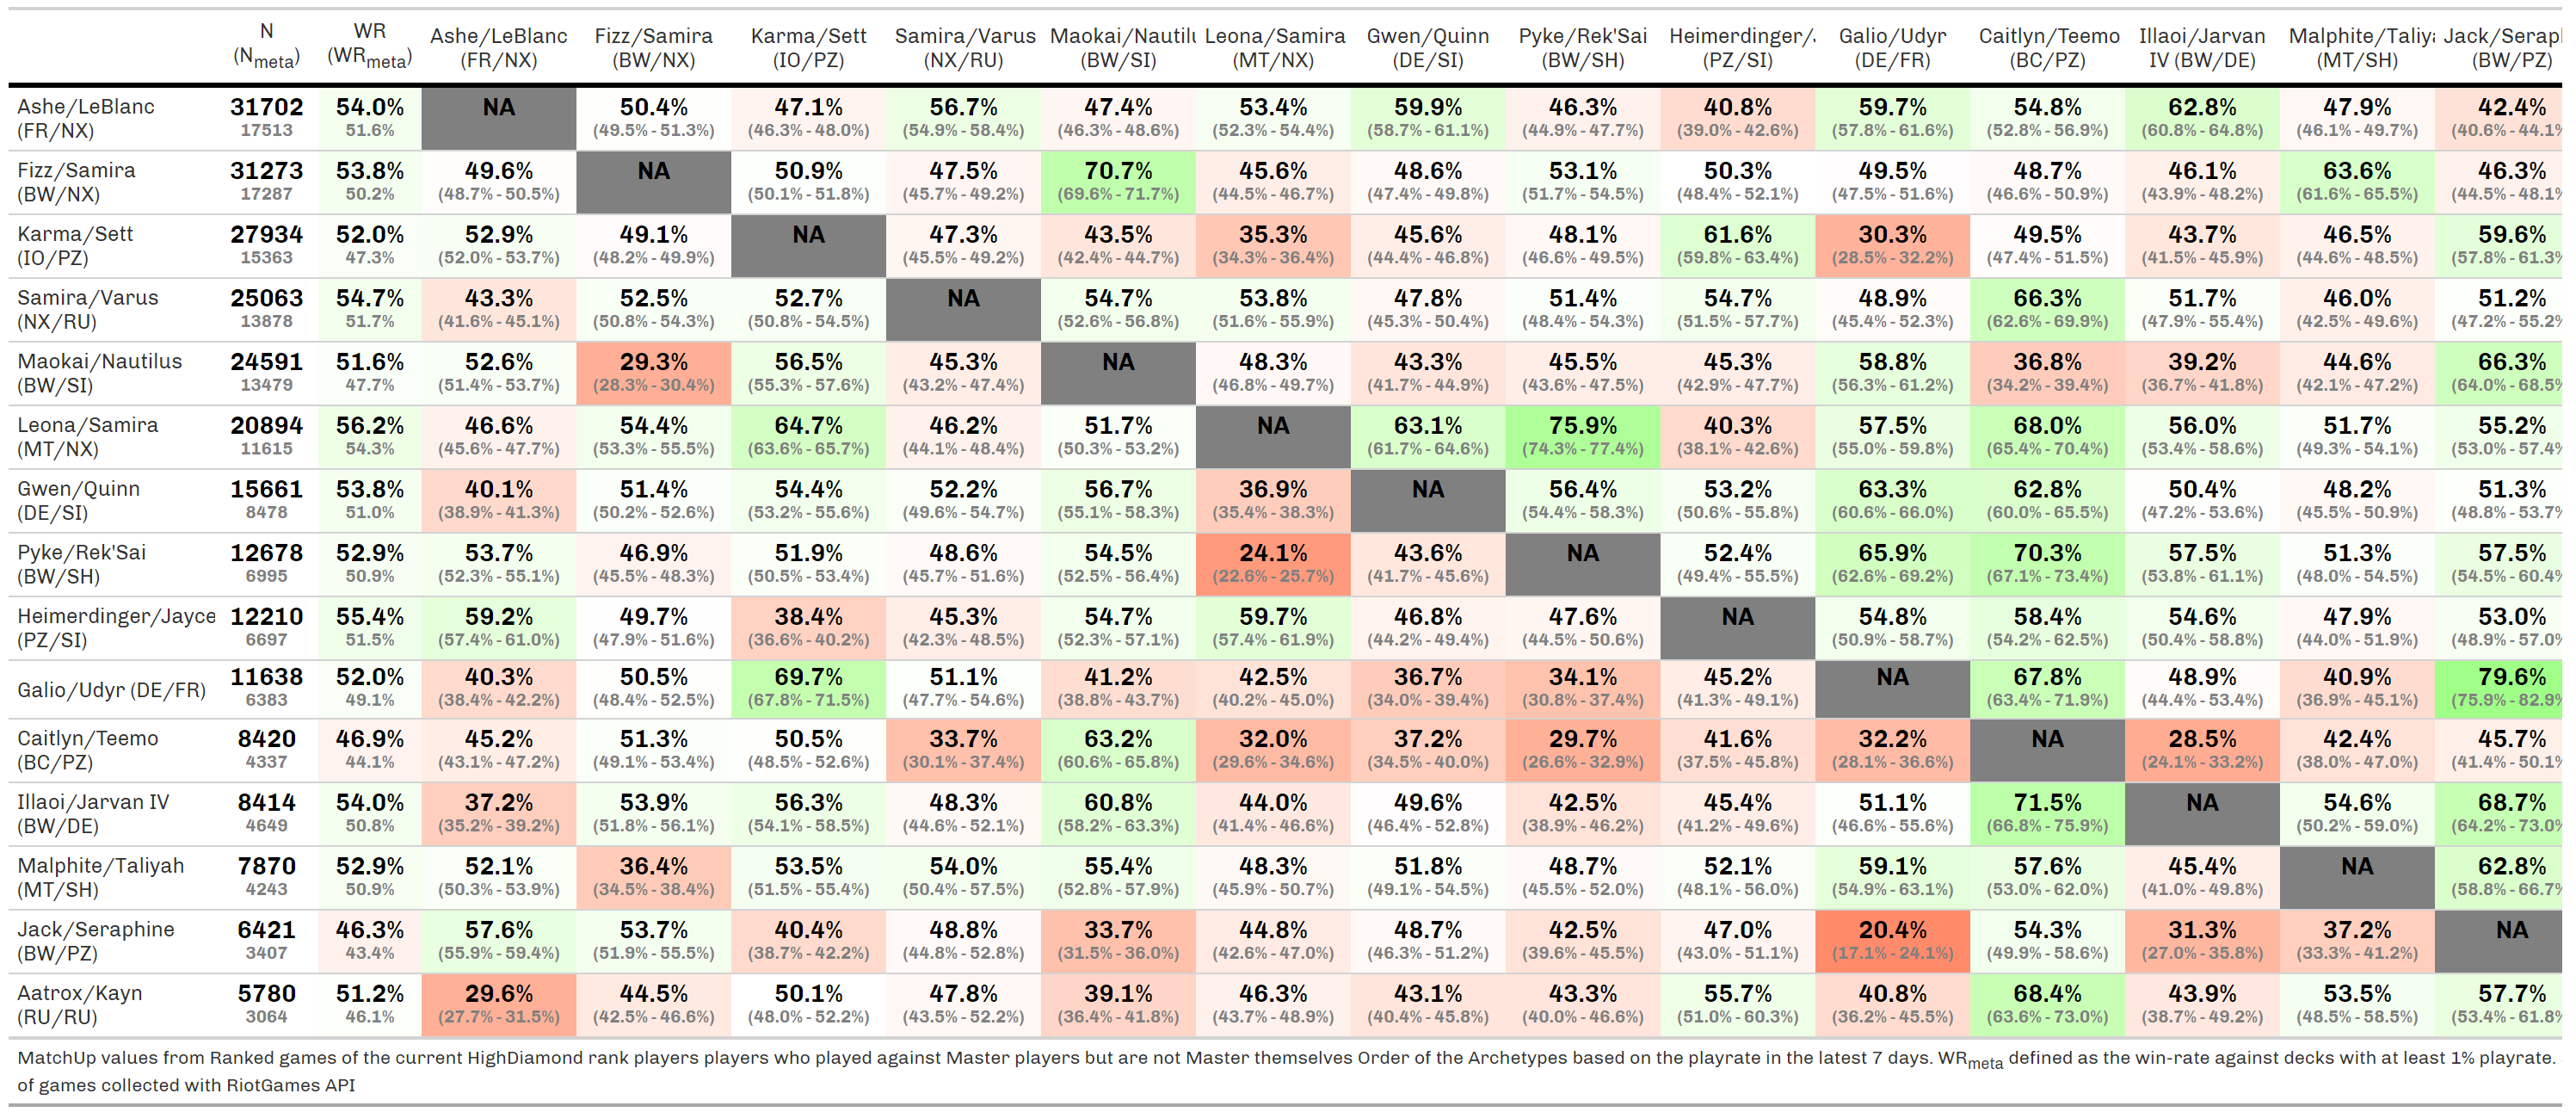 N WR Ashe/LeBlanc Fizz/Samira Karma/Sett Samira/Varus Maokai/Nautilu Leona/Samira Gwen/Quinn Pyke/Rek'Sai Heimerdinger/J Galio/Udyr Caitlyn/Teemo Illaoi/Jarvan Malphite/Taliya Jack/Seraph
(Nmeta) (WRmeta) (FR/NX) (BW/NX) (IO/PZ) (NX/RU) (BW/SI) (MT/NX) (DE/SI) (BW/SH) (PZ/SI) (DE/FR) (BC/PZ) IV (BW/DE) (MT/SH) (BW/PZ)
Ashe/LeBlanc 31702 54.0% NA 50.4% 47.1% 56.7% 47.4% 53.4% 59.9% 46.3% 40.8% 59.7% 54.8% 62.8% 47.9% 42.4%
(FR/NX) 17513 51.6% (49.5% - 51.3%) (46.3% - 48.0%) (54.9% - 58.4%) (46.3% - 48.6%) (52.3% - 54.4%) (58.7% - 61.1%) (44.9% - 47.7%) (39.0% - 42.6%) (57.8% - 61.6%) (52.8% - 56.9%) (60.8% - 64.8%) (46.1% - 49.7%) (40.6% - 44.1%
Fizz/Samira 31273 53.8% 49.6% NA 50.9% 47.5% 70.7% 45.6% 48.6% 53.1% 50.3% 49.5% 48.7% 46.1% 63.6% 46.3%
(BW/NX) 17287 50.2% (48.7% - 50.5%) (50.1% - 51.8%) (45.7% - 49.2%) (69.6% - 71.7%) (44.5% - 46.7%) (47.4% - 49.8%) (51.7% - 54.5%) (48.4% - 52.1%) (47.5% - 51.6%) (46.6% - 50.9%) (43.9% - 48.2%) (61.6% - 65.5%) (44.5% - 48.1%
Karma/Sett 27934 52.0% 52.9% 49.1% NA 47.3% 43.5% 35.3% 45.6% 48.1% 61.6% 30.3% 49.5% 43.7% 46.5% 59.6%
(IO/PZ) 15363 47.3% (52.0% - 53.7%) (48.2% - 49.9%) (45.5% - 49.2%) (42.4% - 44.7%) (34.3% - 36.4%) (44.4% - 46.8%) (46.6% - 49.5%) (59.8% - 63.4%) (28.5% - 32.2%) (47.4% - 51.5%) (41.5% - 45.9%) (44.6% - 48.5%) (57.8% - 61.3%
Samira/Varus 25063 54.7% 43.3% 52.5% 52.7% NA 54.7% 53.8% 47.8% 51.4% 54.7% 48.9% 66.3% 51.7% 46.0% 51.2%
(NX/RU) 13878 51.7% (41.6% - 45.1%) (50.8% - 54.3%) (50.8% - 54.5%) (52.6% - 56.8%) (51.6% - 55.9%) (45.3% - 50.4%) (48.4% - 54.3%) (51.5% - 57.7%) (45.4% - 52.3%) (62.6% - 69.9%) (47.9% - 55.4%) (42.5% - 49.6%) (47.2% - 55.2%
Maokai/Nautilus 24591 51.6% 52.6% 29.3% 56.5% 45.3% NA 48.3% 43.3% 45.5% 45.3% 58.8% 36.8% 39.2% 44.6% 66.3%
(BW/SI) 13479 47.7% (51.4% - 53.7%) (28.3% - 30.4%) (55.3% - 57.6%) (43.2% - 47.4%) (46.8% - 49.7%) (41.7% - 44.9%) (43.6% - 47.5%) (42.9% - 47.7%) (56.3% - 61.2%) (34.2% - 39.4%) (36.7% - 41.8%) (42.1% - 47.2%) (64.0% - 68.5%
Leona/Samira 20894 56.2% 46.6% 54.4% 64.7% 46.2% 51.7% NA 63.1% 75.9% 40.3% 57.5% 68.0% 56.0% 51.7% 55.2%
(MT/NX) 11615 54.3% (45.6% - 47.7%) (53.3% - 55.5%) (63.6% - 65.7%) (44.1% - 48.4%) (50.3% - 53.2%) (61.7% - 64.6%) (74.3% - 77.4%) (38.1% - 42.6%) (55.0% - 59.8%) (65.4% - 70.4%) (53.4% - 58.6%) (49.3% - 54.1%) (53.0% - 57.4%
Gwen/Quinn 15661 53.8% 40.1% 51.4% 54.4% 52.2% 56.7% 36.9% NA 56.4% 53.2% 63.3% 62.8% 50.4% 48.2% 51.3%
(DE/SI) 8478 51.0% (38.9% - 41.3%) (50.2% - 52.6%) (53.2% - 55.6%) (49.6% - 54.7%) (55.1% - 58.3%) (35.4% - 38.3%) (54.4% - 58.3%) (50.6% - 55.8%) (60.6% - 66.0%) (60.0% - 65.5%) (47.2% - 53.6%) (45.5% - 50.9%) (48.8% - 53.7%
Pyke/Rek'Sai 12678 52.9% 53.7% 46.9% 51.9% 48.6% 54.5% 24.1% 43.6% NA 52.4% 65.9% 70.3% 57.5% 51.3% 57.5%
(BW/SH) 6995 50.9% (52.3% - 55.1%) (45.5% - 48.3%) (50.5% - 53.4%) (45.7% - 51.6%) (52.5% - 56.4%) (22.6% - 25.7%) (41.7% - 45.6%) (49.4% - 55.5%) (62.6% - 69.2%) (67.1% - 73.4%) (53.8% - 61.1%) (48.0% - 54.5%) (54.5% - 60.4%
Heimerdinger/Jayce 12210 55.4% 59.2% 49.7% 38.4% 45.3% 54.7% 59.7% 46.8% 47.6% NA 54.8% 58.4% 54.6% 47.9% 53.0%
(PZ/SI) 6697 51.5% (57.4% - 61.0%) (47.9% - 51.6%) (36.6% - 40.2%) (42.3% - 48.5%) (52.3% - 57.1%) (57.4% - 61.9%) (44.2% - 49.4%) (44.5% - 50.6%) (50.9% - 58.7%) (54.2% - 62.5%) (50.4% - 58.8%) (44.0% - 51.9%) (48.9% - 57.0%
Galio/Udyr (DE/FR) 11638 52.0% 40.3% 50.5% 69.7% 51.1% 41.2% 42.5% 36.7% 34.1% 45.2% NA 67.8% 48.9% 40.9% 79.6%
6383 49.1% (38.4% - 42.2%) (48.4% - 52.5%) (67.8% - 71.5%) (47.7% - 54.6%) (38.8% - 43.7%) (40.2% - 45.0%) (34.0% - 39.4%) (30.8% - 37.4%) (41.3% - 49.1%) (63.4% - 71.9%) (44.4% - 53.4%) (36.9% - 45.1%) (75.9% - 82.9%
Caitlyn/Teemo 8420 46.9% 45.2% 51.3% 50.5% 33.7% 63.2% 32.0% 37.2% 29.7% 41.6% 32.2% NA 28.5% 42.4% 45.7%
(BC/PZ) 4337 44.1% (43.1% - 47.2%) (49.1% - 53.4%) (48.5% - 52.6%) (30.1% - 37.4%) (60.6% - 65.8%) (29.6% - 34.6%) (34.5% - 40.0%) (26.6% - 32.9%) (37.5% - 45.8%) (28.1% - 36.6%) (24.1% - 33.2%) (38.0% - 47.0%) (41.4% - 50.1%
Illaoi/Jarvan IV 8414 54.0% 37.2% 53.9% 56.3% 48.3% 60.8% 44.0% 49.6% 42.5% 45.4% 51.1% 71.5% NA 54.6% 68.7%
(BW/DE) 4649 50.8% (35.2% - 39.2%) (51.8% - 56.1%) (54.1% - 58.5%) (44.6% - 52.1%) (58.2% - 63.3%) (41.4% - 46.6%) (46.4% - 52.8%) (38.9% - 46.2%) (41.2% - 49.6%) (46.6% - 55.6%) (66.8% - 75.9%) (50.2% - 59.0%) (64.2% - 73.0%
Malphite/Taliyah 7870 52.9% 52.1% 36.4% 53.5% 54.0% 55.4% 48.3% 51.8% 48.7% 52.1% 59.1% 57.6% 45.4% NA 62.8%
(MT/SH) 4243 50.9% (50.3% - 53.9%) (34.5% - 38.4%) (51.5% - 55.4%) (50.4% - 57.5%) (52.8% - 57.9%) (45.9% - 50.7%) (49.1% - 54.5%) (45.5% - 52.0%) (48.1% - 56.0%) (54.9% - 63.1%) (53.0% - 62.0%) (41.0% - 49.8%) (58.8% - 66.7%
Jack/Seraphine 6421 46.3% 57.6% 53.7% 40.4% 48.8% 33.7% 44.8% 48.7% 42.5% 47.0% 20.4% 54.3% 31.3% 37.2% NA
(BW/PZ) 3407 43.4% (55.9% - 59.4%) (51.9% - 55.5%) (38.7% - 42.2%) (44.8% - 52.8%) (31.5% - 36.0%) (42.6% - 47.0%) (46.3% - 51.2%) (39.6% - 45.5%) (43.0% - 51.1%) (17.1% - 24.1%) (49.9% - 58.6%) (27.0% - 35.8%) (33.3% - 41.2%)
Aatrox/Kayn 5780 51.2% 29.6% 44.5% 50.1% 47.8% 39.1% 46.3% 43.1% 43.3% 55.7% 40.8% 68.4% 43.9% 53.5% 57.7%
(RU/RU) 3064 46.1% (27.7% - 31.5%) (42.5% - 46.6%) (48.0% - 52.2%) (43.5% - 52.2%) (36.4% - 41.8%) (43.7% - 48.9%) (40.4% - 45.8%) (40.0% - 46.6%) (51.0% - 60.3%) (36.2% - 45.5%) (63.6% - 73.0%) (38.7% - 49.2%) (48.5% - 58.5%) (53.4% - 61.8%
MatchUp values from Ranked games of the current HighDiamond rank players players who played against Master players but are not Master themselves Order of the Archetypes based on the playrate in the latest 7 days. WRmeta defined as the win-rate against decks with at least 1% playrate.
of games collected with RiotGames API